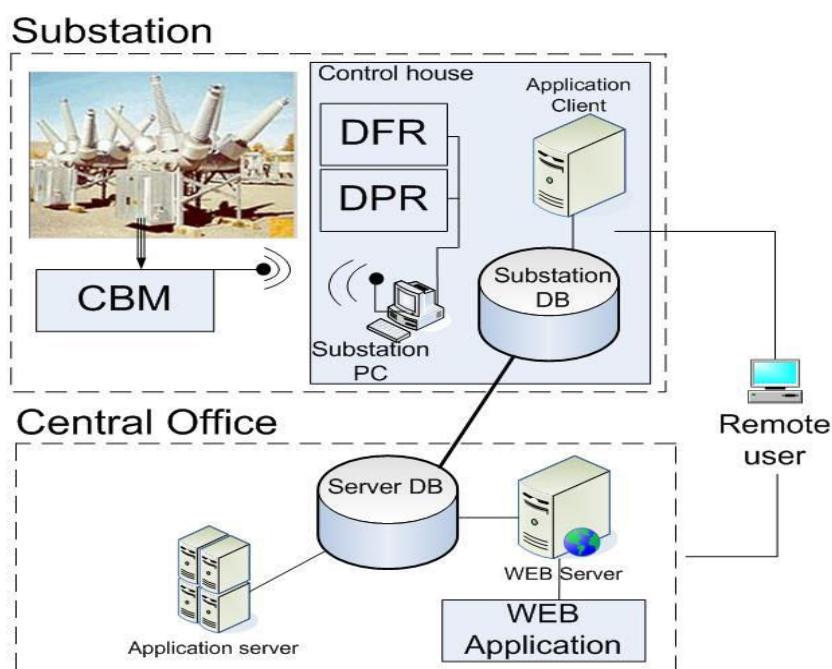 Substation
Control house
Application
Client
DFR
DPR
CBM
Substation
DB
Substation
PC
Remote
user
Central Office
Server DB
WEB Server
WEB
Application
Application server